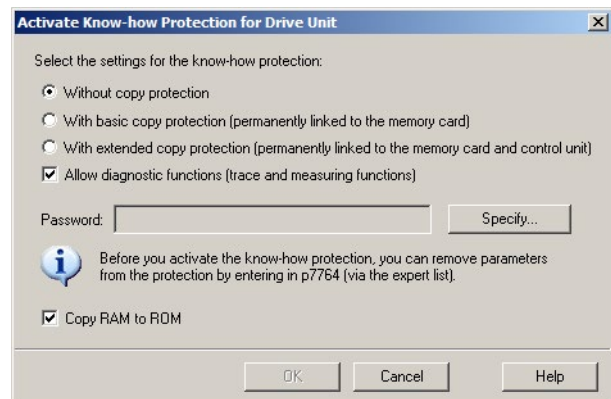 Activate Know-how Protection for Drive Unit
Select the settings for the know-how protection:
Without copy protection
With basic copy protection (permanently linked to the memory card)
With extended copy protection (permanently linked to the memory card and control unit)
Allow diagnostic functions (trace and measuring functions)
Password: Specify...
Before you activate the know-how protection, you can remove parameters
from the protection by entering in p7764 (via the expert list).
Copy RAM to ROM
OK Cancel Help